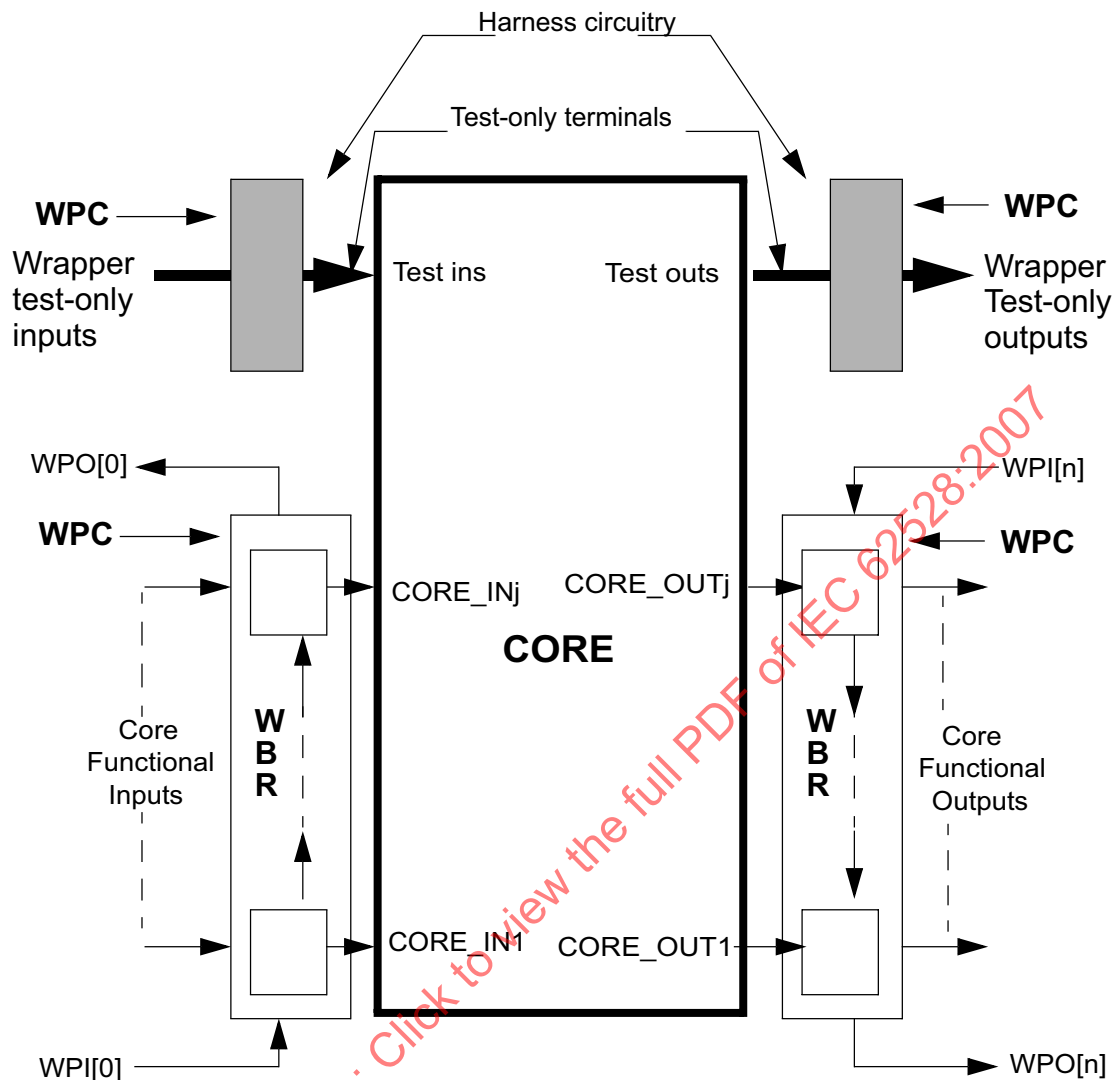 Harness circuitry
Test-only terminals
WPC
WPC
Wrapper
test-only
inputs
Test ins
Test outs
Wrapper
Test-only
outputs
WPO[0]
WPI[n]
WPC
WPC
CORE_INj
CORE_OUTj
CORE
W
B
R
W
B
R
Core
Functional
Inputs
Core
Functional
Outputs
CORE_IN1
CORE_OUT1
WPI[0]
WPO[n]
. Click to view the full PDF of IEC 62528:2007